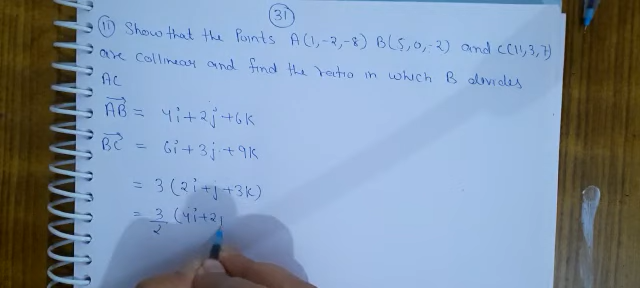 31
11 Show that the Points A(1,-2,-8) B(5,0,-2) and C(11,3,7)
are collinear and find the ratio in which B divides
AC
AB = 4i+2j+6k
BC = 6i+3j+9k
= 3(2i+j+3k)
= 3/2 (4i+2j